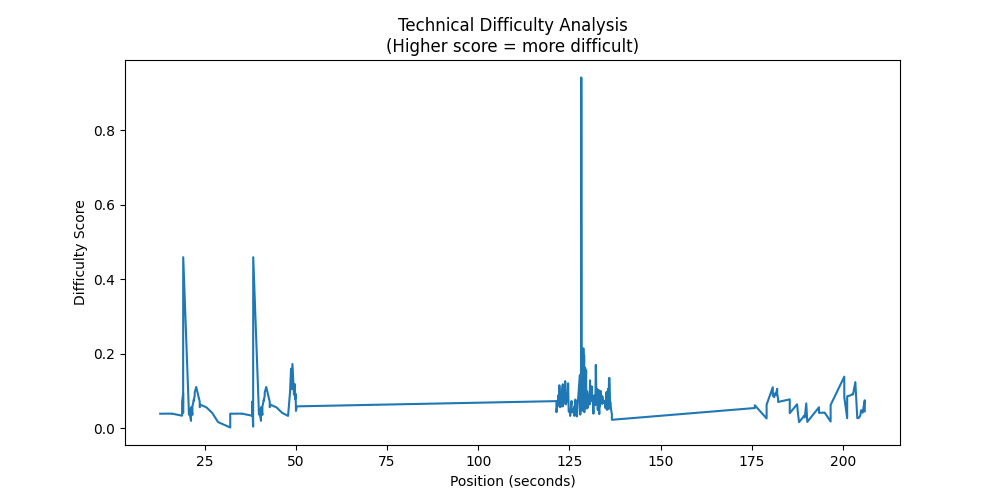 Technical Difficulty Analysis
(Higher score = more difficult)
Difficulty Score
0.8
0.6
0.4
0.2
0.0
25 50 75 100 125 150 175 200
Position (seconds)